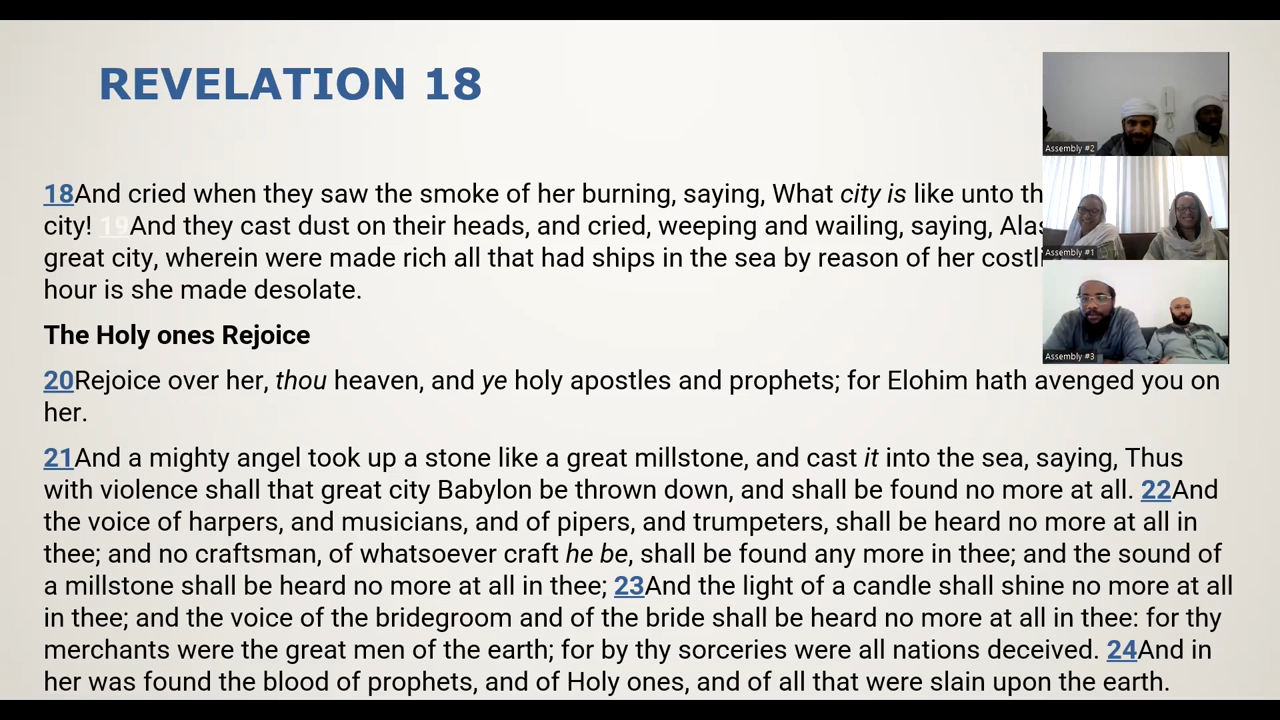 REVELATION 18
18And cried when they saw the smoke of her burning, saying, What city is like unto
city! 19And they cast dust on their heads, and cried, weeping and wailing, saying,
great city, wherein were made rich all that had ships in the sea by reason of her
hour is she made desolate.
The Holy ones Rejoice
20Rejoice over her, thou heaven, and ye holy apostles and prophets; for Elohim hath avenged you on
her.
21And a mighty angel took up a stone like a great millstone, and cast it into the sea, saying, Thus
with violence shall that great city Babylon be thrown down, and shall be found no more at all. 22And
the voice of harpers, and musicians, and of pipers, and trumpeters, shall be heard no more at all in
thee; and no craftsman, of whatsoever craft he be, shall be found any more in thee; and the sound of
a millstone shall be heard no more at all in thee; 23And the light of a candle shall shine no more at all
in thee; and the voice of the bridegroom and of the bride shall be heard no more at all in thee: for thy
merchants were the great men of the earth; for by thy sorceries were all nations deceived. 24And in
her was found the blood of prophets, and of Holy ones, and of all that were slain upon the earth.
Assembly #2
Assembly #1
Assembly #3